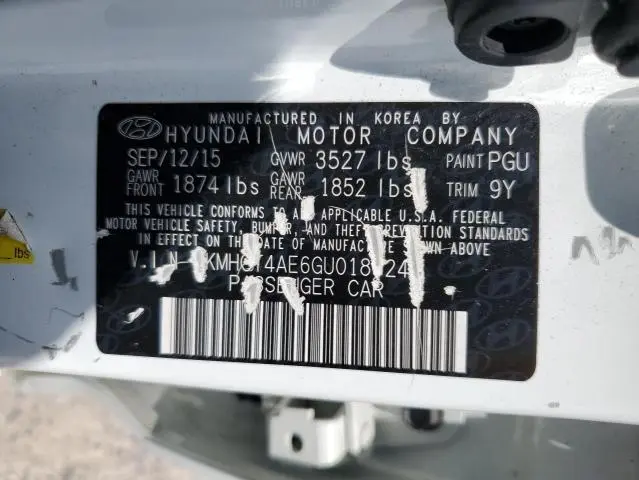 MANUFACTURED IN KOREA BY
HYUNDAI MOTOR COMPANY
SEP/12/15 GVWR 3527 lbs PAINT PGU
GAWR FRONT 1874 lbs GAWR REAR 1852 lbs TRIM 9Y
THIS VEHICLE CONFORMS TO ALL APPLICABLE U.S.A. FEDERAL
MOTOR VEHICLE SAFETY, BUMPER, AND THEFT PREVENTION STANDARDS
IN EFFECT ON THE DATE OF MANUFACTURE SHOWN ABOVE
V.I.N
PASSENGER CAR
lbs